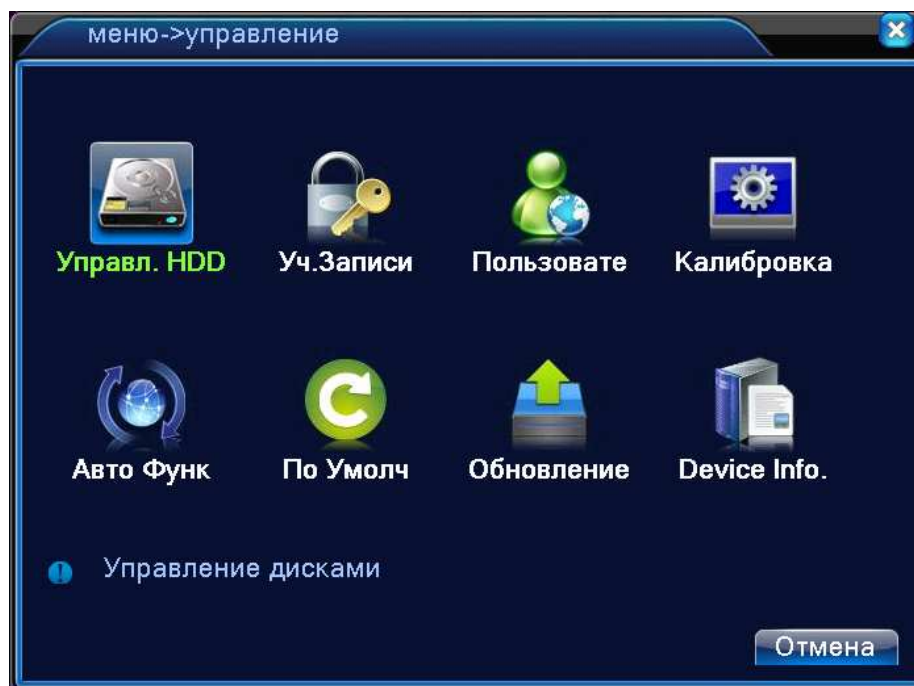 меню->управление
Управл. HDD
Уч.Записи
Пользовате
Калибровка
Авто Функ
По Умолч
Обновление
Device Info.
Управление дисками
Отмена